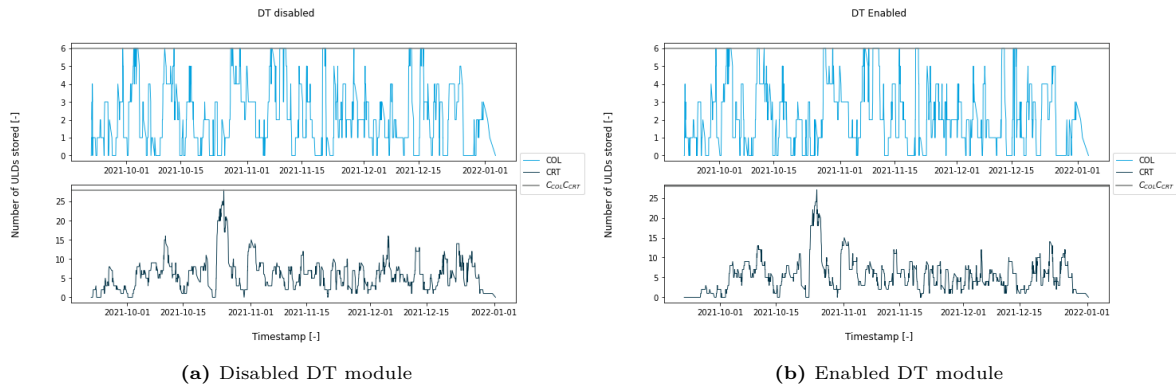 DT disabled
Number of ULDs stored [-]
6
5
4
3
2
1
0
2021-10-01 2021-10-15 2021-11-01 2021-11-15 2021-12-01 2021-12-15 2022-01-01
25
20
15
10
5
0
2021-10-01 2021-10-15 2021-11-01 2021-11-15 2021-12-01 2021-12-15 2022-01-01
COL
CRT
C_COL C_CRT
Timestamp [-]
(a) Disabled DT module
DT Enabled
Number of ULDs stored [-]
6
5
4
3
2
1
0
2021-10-01 2021-10-15 2021-11-01 2021-11-15 2021-12-01 2021-12-15 2022-01-01
25
20
15
10
5
0
2021-10-01 2021-10-15 2021-11-01 2021-11-15 2021-12-01 2021-12-15 2022-01-01
COL
CRT
C_COL C_CRT
Timestamp [-]
(b) Enabled DT module